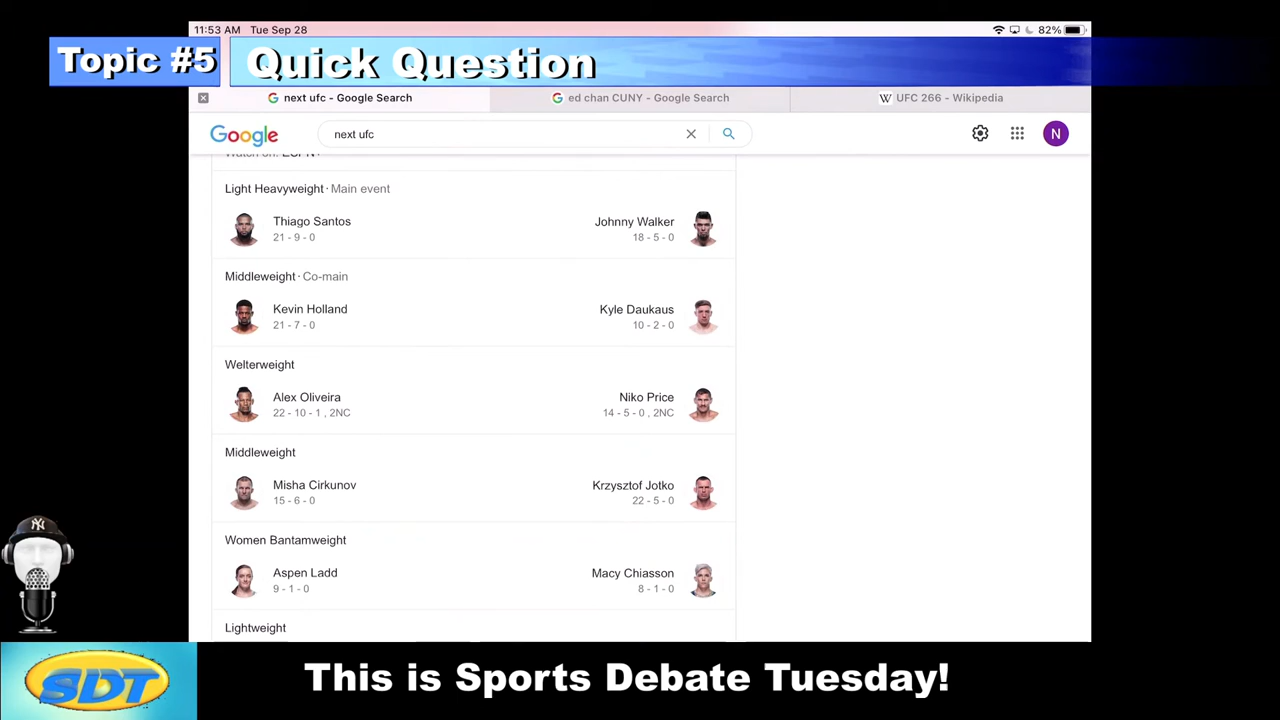 11:53 AM Tue Sep 28 82%
Topic #5 Quick Question
next ufc - Google Search ed chan CUNY - Google Search W UFC 266 - Wikipedia
Google next ufc N
Watch on: ESPN+
Light Heavyweight · Main event
Thiago Santos Johnny Walker
21 - 9 - 0 18 - 5 - 0
Middleweight · Co-main
Kevin Holland Kyle Daukaus
21 - 7 - 0 10 - 2 - 0
Welterweight
Alex Oliveira Niko Price
22 - 10 - 1 , 2NC 14 - 5 - 0 , 2NC
Middleweight
Misha Cirkunov Krzysztof Jotko
15 - 6 - 0 22 - 5 - 0
Women Bantamweight
Aspen Ladd Macy Chiasson
9 - 1 - 0 8 - 1 - 0
Lightweight
SDT This is Sports Debate Tuesday!